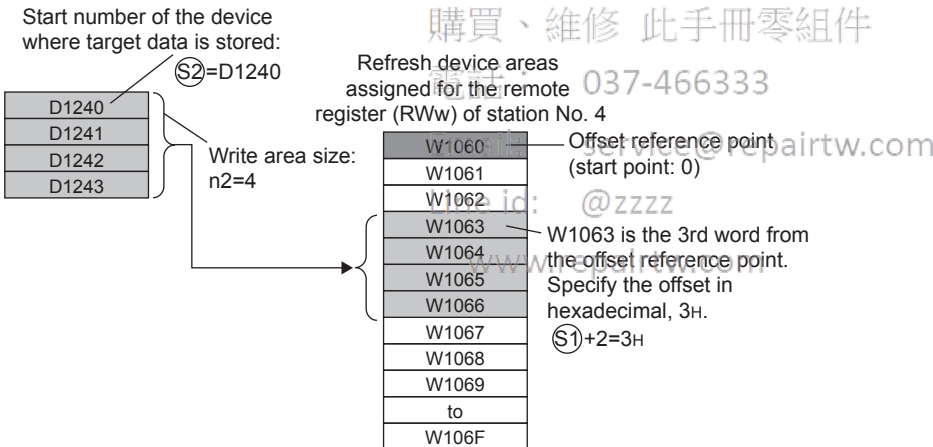 Start number of the device
where target data is stored:
S2=D1240
D1240
D1241
D1242
D1243
Write area size:
n2=4
Refresh device areas
assigned for the remote
register (RWw) of station No. 4
W1060
W1061
W1062
W1063
W1064
W1065
W1066
W1067
W1068
W1069
to
W106F
Offset reference point
(start point: 0)
W1063 is the 3rd word from
the offset reference point.
Specify the offset in
hexadecimal, 3H.
S1+2=3H
購買、維修 此手冊零組件
電話: 037-466333
Email: service@repairtw.com
Line id: @zzzz
www.repairtw.com